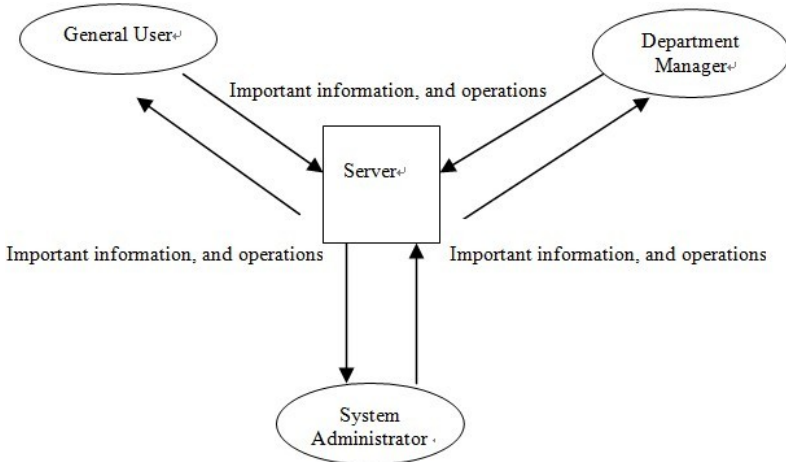 General User
Department
Manager
Important information, and operations
Server
Important information, and operations
Important information, and operations
System
Administrator